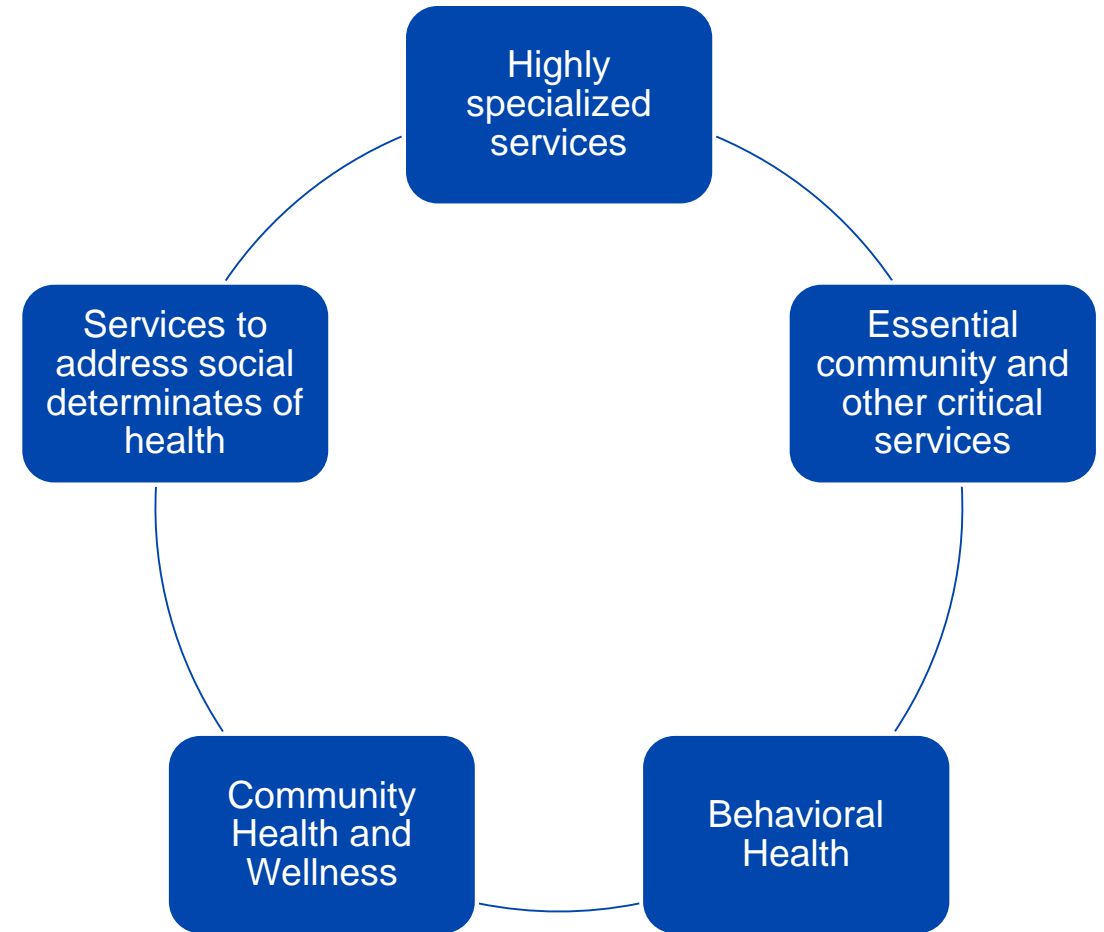 Highly
specialized
services
Services to
address social
determinates of
health
Essential
community and
other critical
services
Community
Health and
Wellness
Behavioral
Health